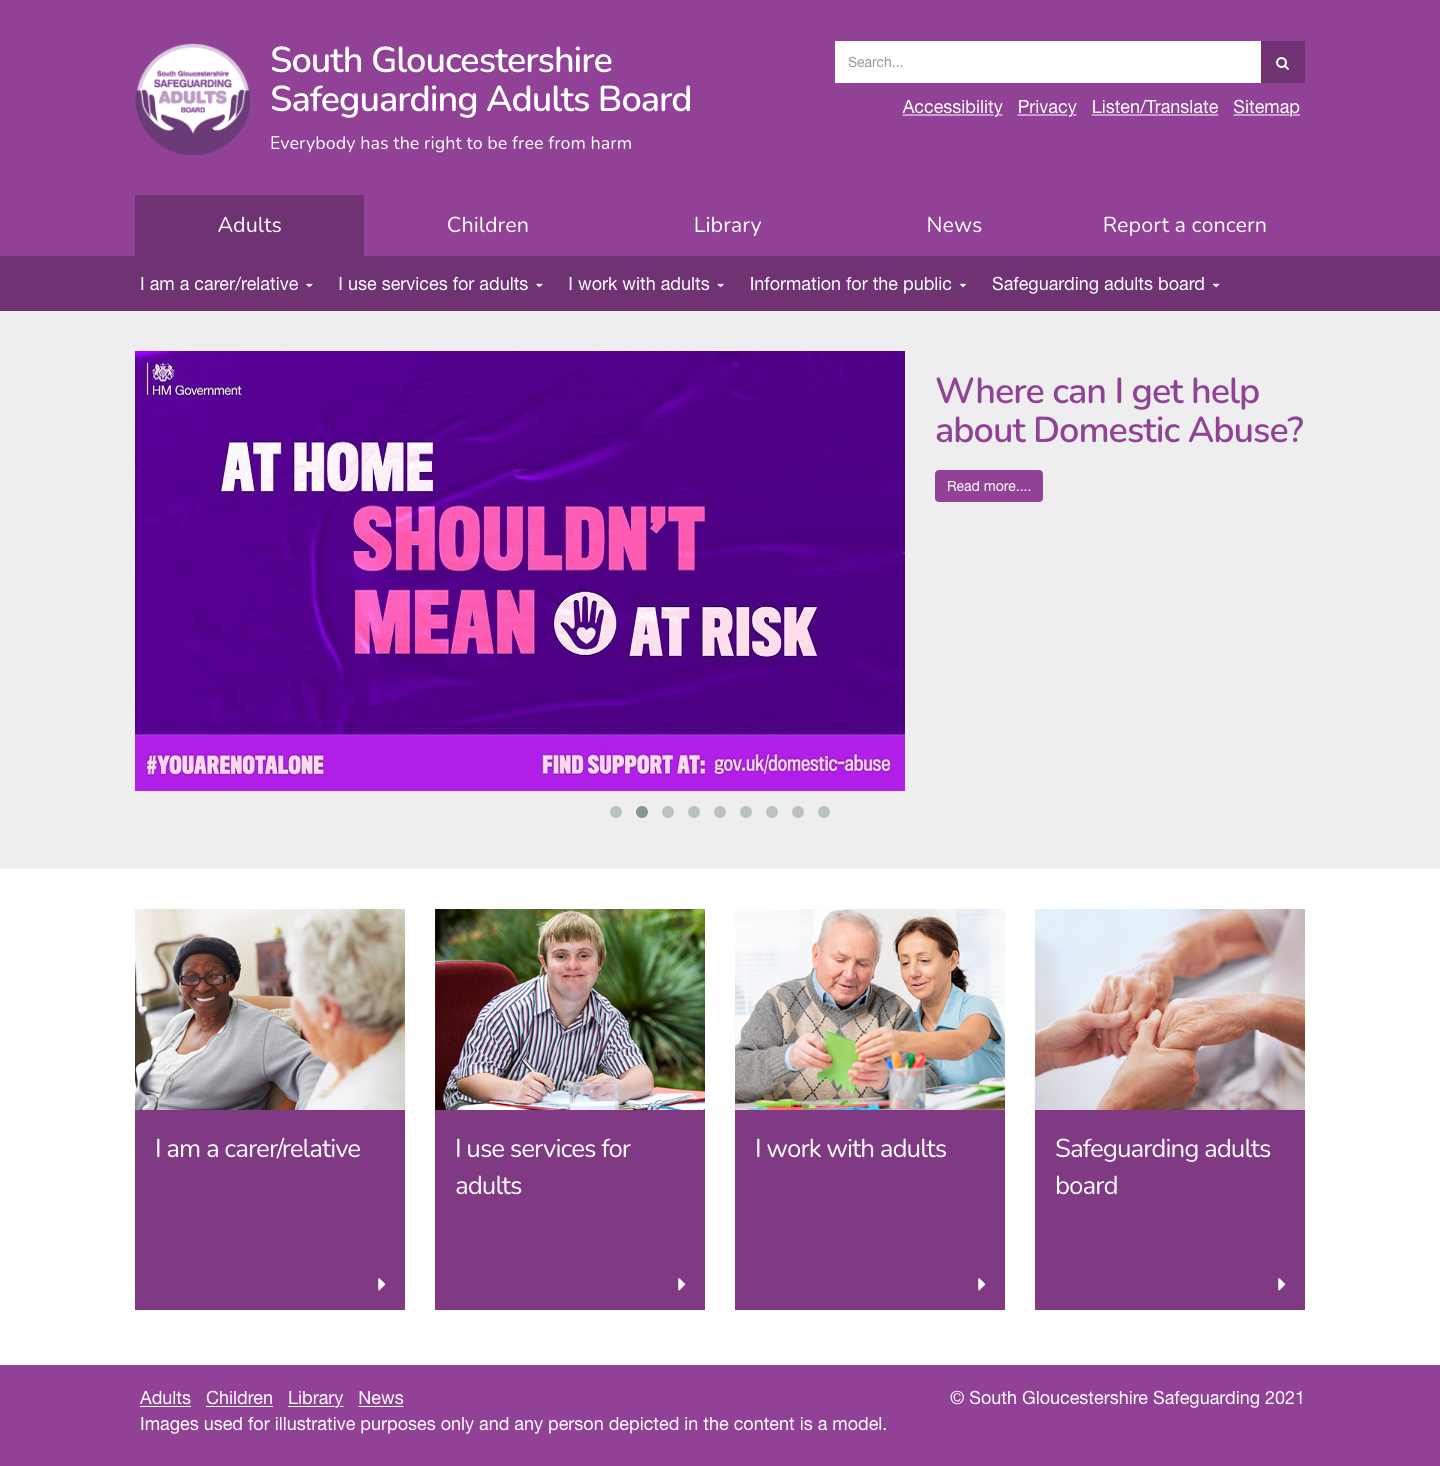 South Gloucestershire
SAFEGUARDING
ADULTS
BOARD
South Gloucestershire
Safeguarding Adults Board
Everybody has the right to be free from harm
Search...
Accessibility Privacy Listen/Translate Sitemap
Adults Children Library News Report a concern
I am a carer/relative I use services for adults I work with adults Information for the public Safeguarding adults board
HM Government
AT HOME
SHOULDN'T
MEAN AT RISK
#YOUARENOTALONE
FIND SUPPORT AT: gov.uk/domestic-abuse
Where can I get help
about Domestic Abuse?
Read more....
I am a carer/relative
I use services for
adults
I work with adults
Safeguarding adults
board
Adults Children Library News
© South Gloucestershire Safeguarding 2021
Images used for illustrative purposes only and any person depicted in the content is a model.